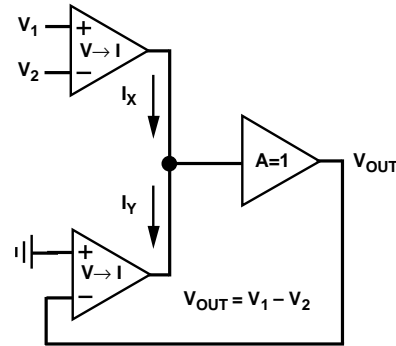 V1
+
V→I
V2
−
IX
A=1
VOUT
IY
+
V→I
−
VOUT = V1 − V2